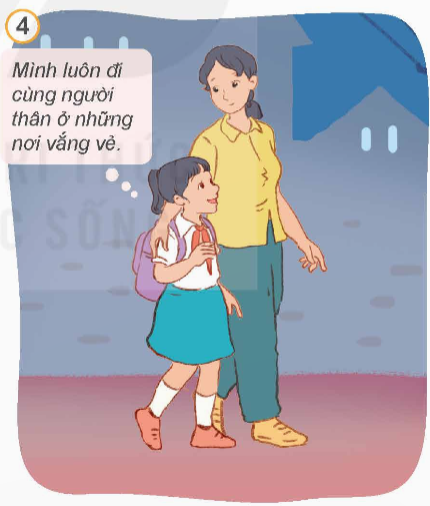 4
Mình luôn đi
cùng người
thân ở những
nơi vắng vẻ.